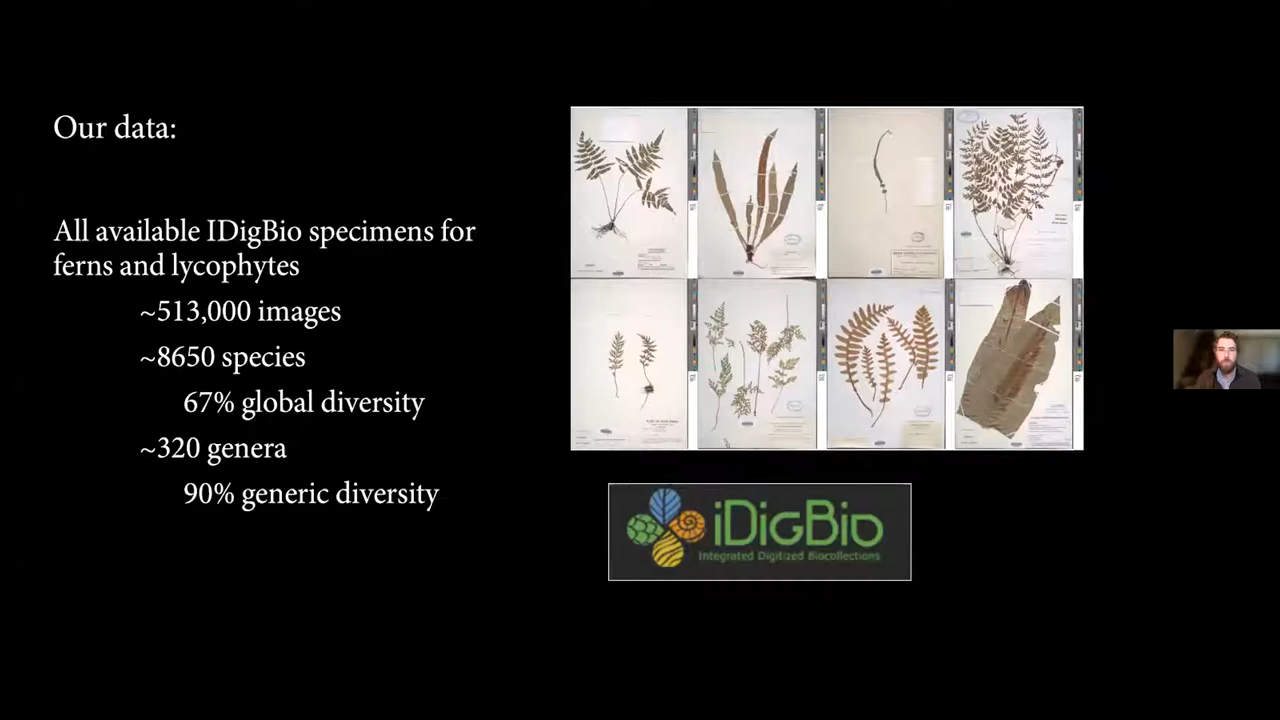 Our data:
All available IDigBio specimens for
ferns and lycophytes
~513,000 images
~8650 species
67% global diversity
~320 genera
90% generic diversity
iDigBio
Integrated Digitized Biocollections